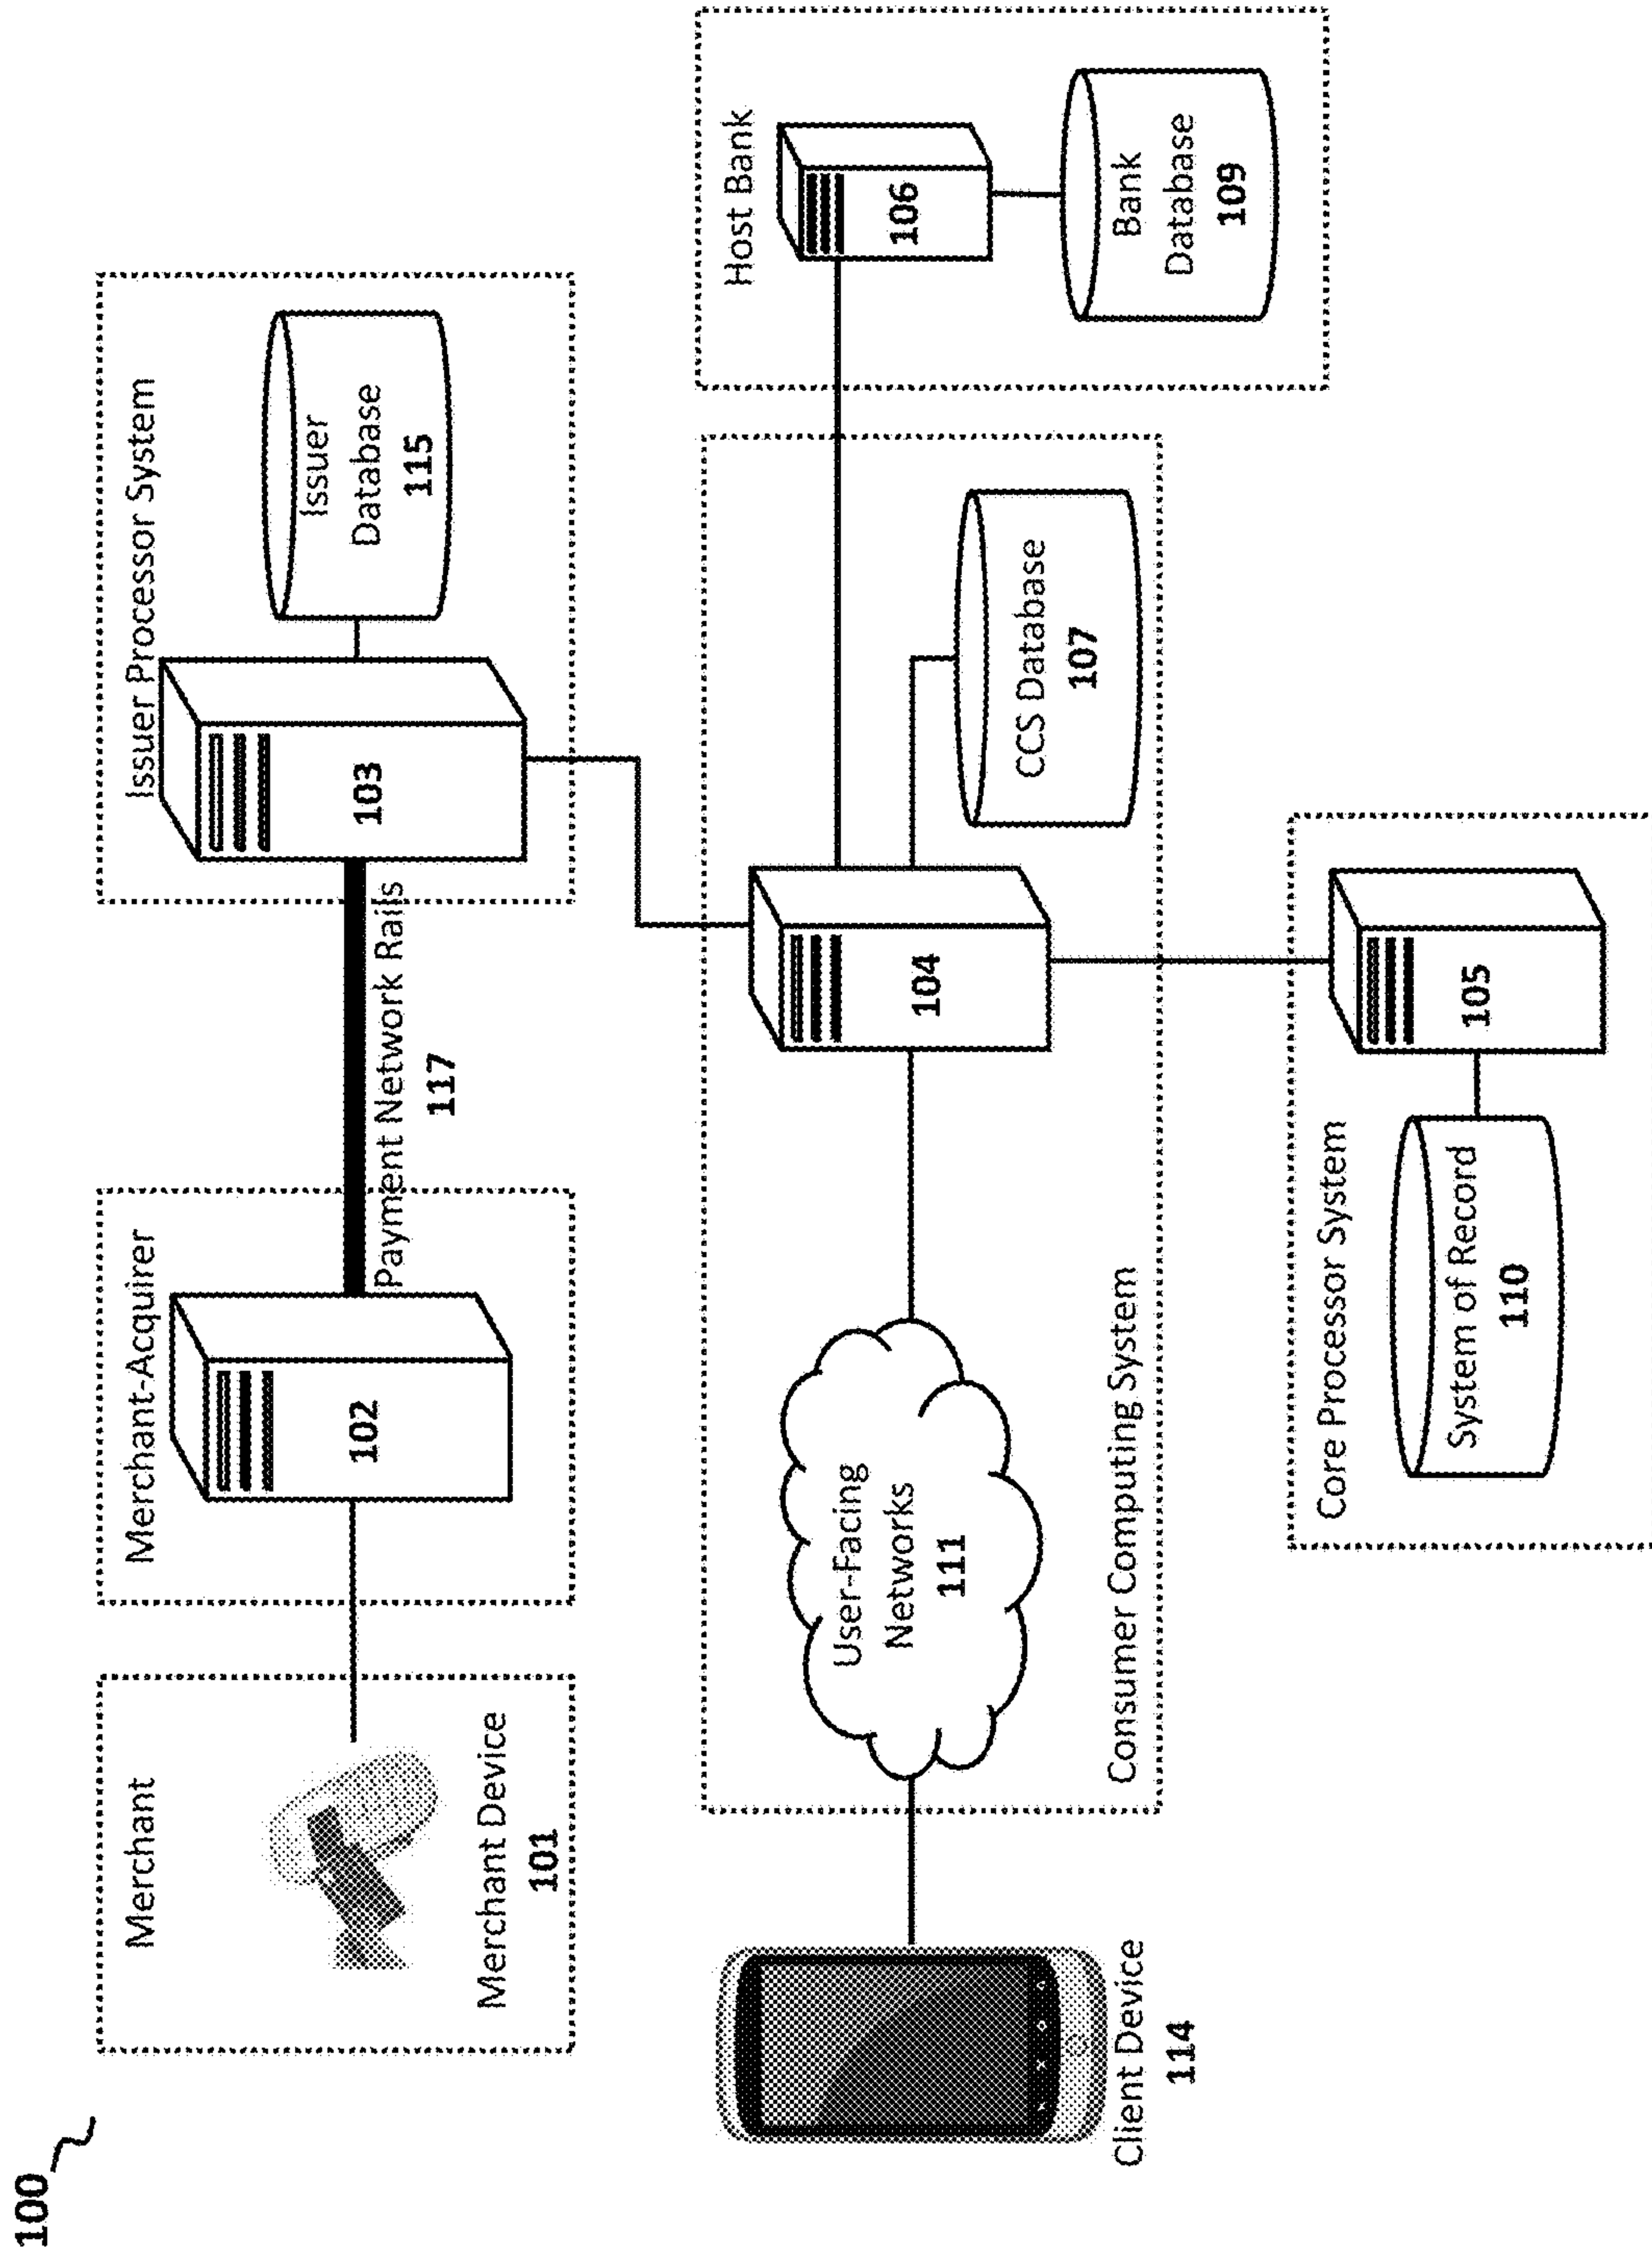 100
Merchant
Merchant Device
101
Merchant-Acquirer
102
Payment Network Rails
117
Issuer Processor System
103
Issuer
Database
115
Client Device
114
User-Facing
Networks
111
Consumer Computing System
104
CCS Database
107
Host Bank
106
Bank
Database
109
Core Processor System
System of Record
110
105